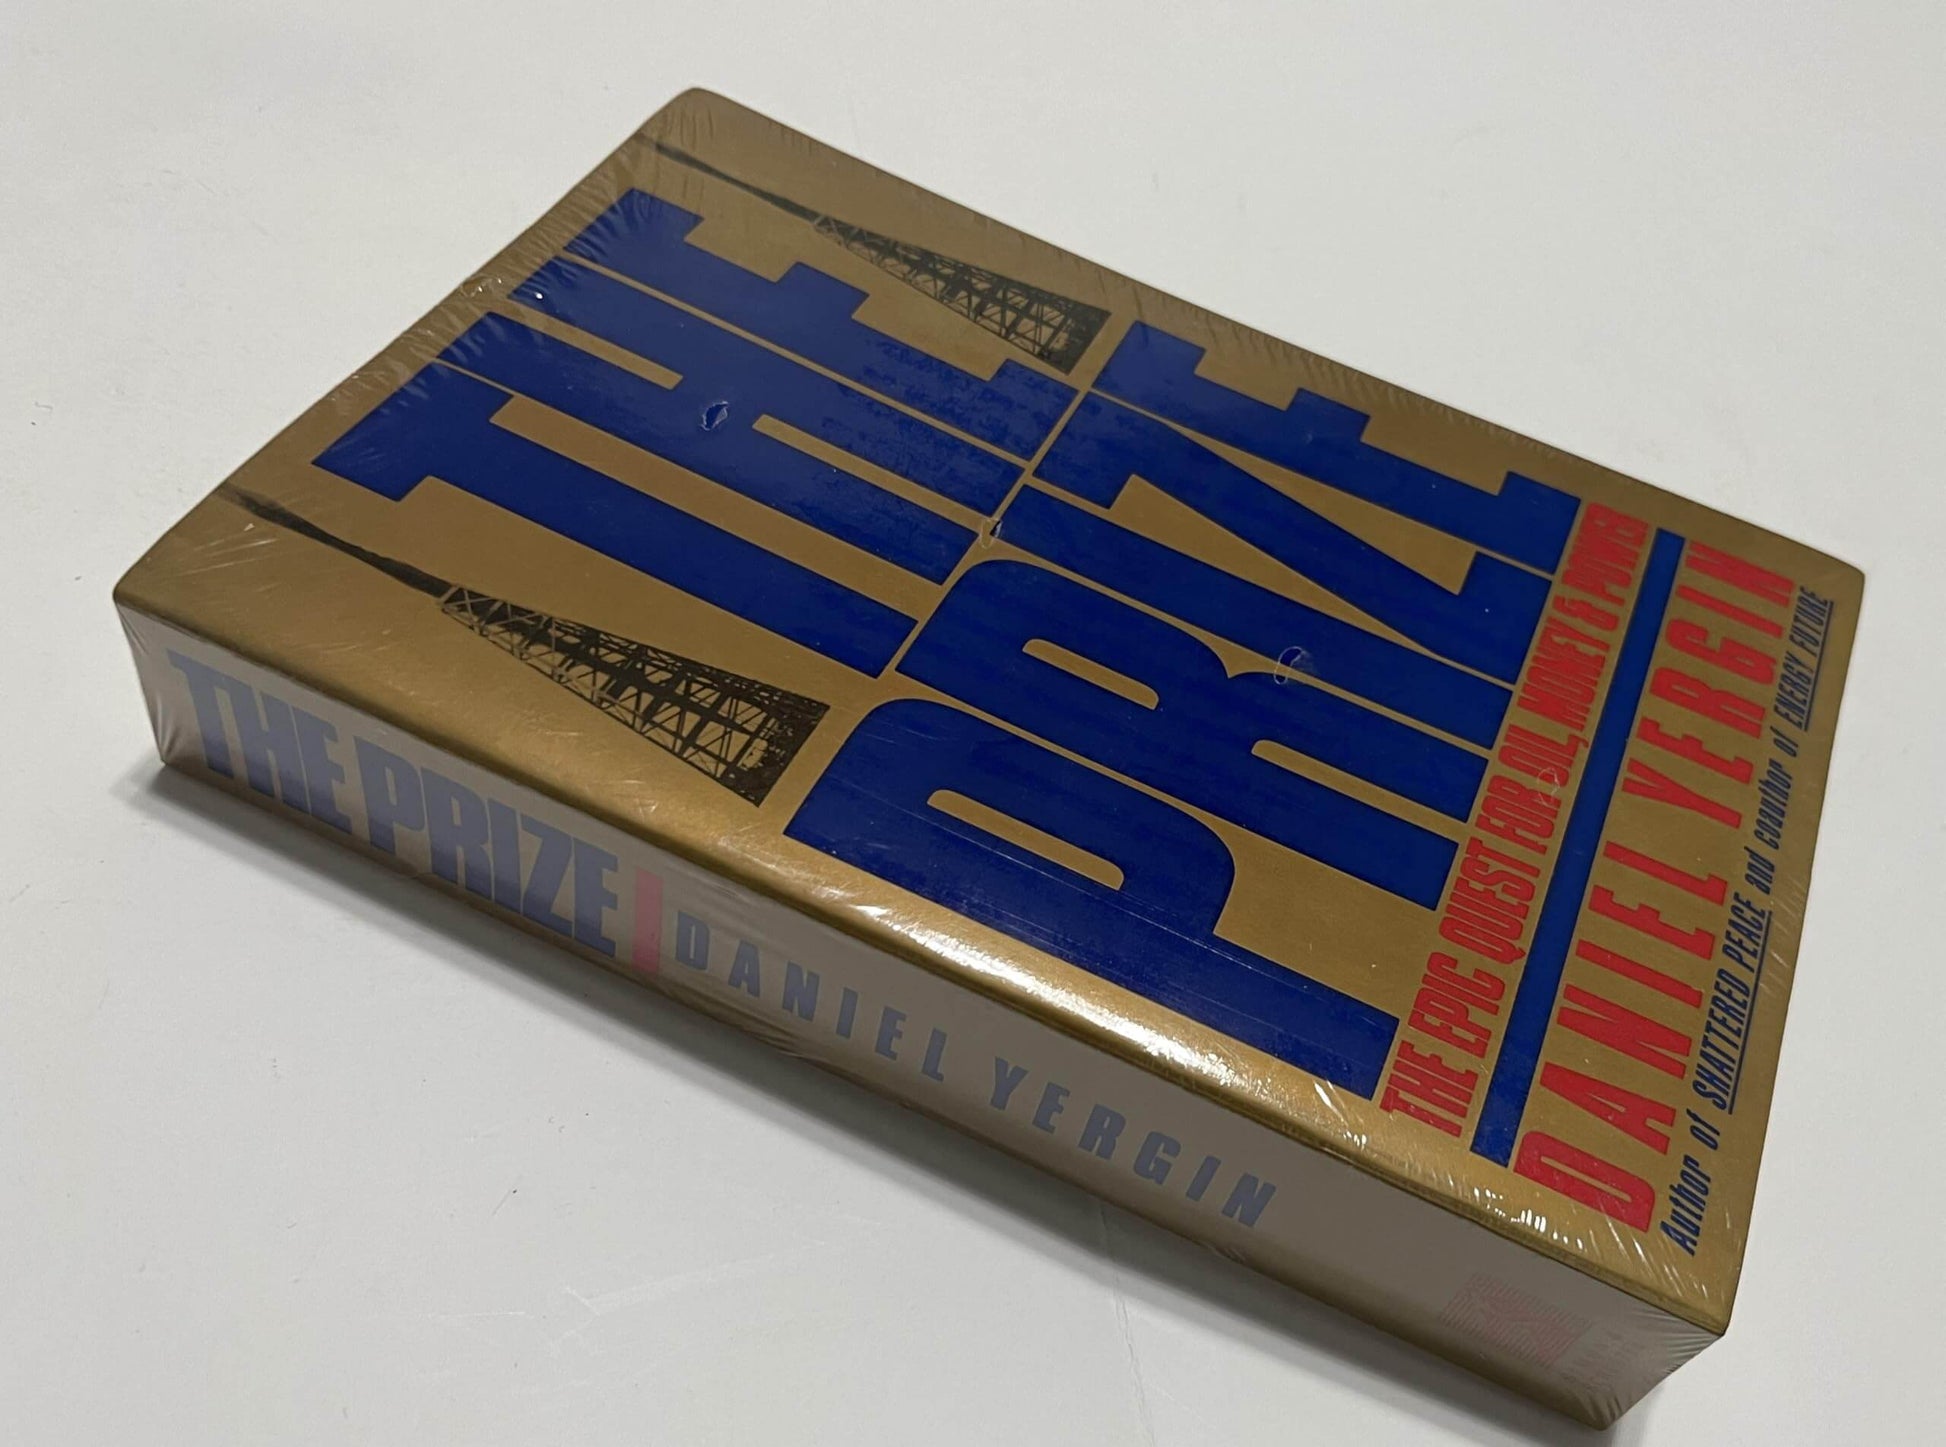 THE
PRIZE
THE EPIC QUEST FOR OIL, MONEY & POWER
DANIEL YERGIN
Author of SHATTERED PEACE and coauthor of ENERGY FUTURE
THE PRIZE DANIEL YERGIN